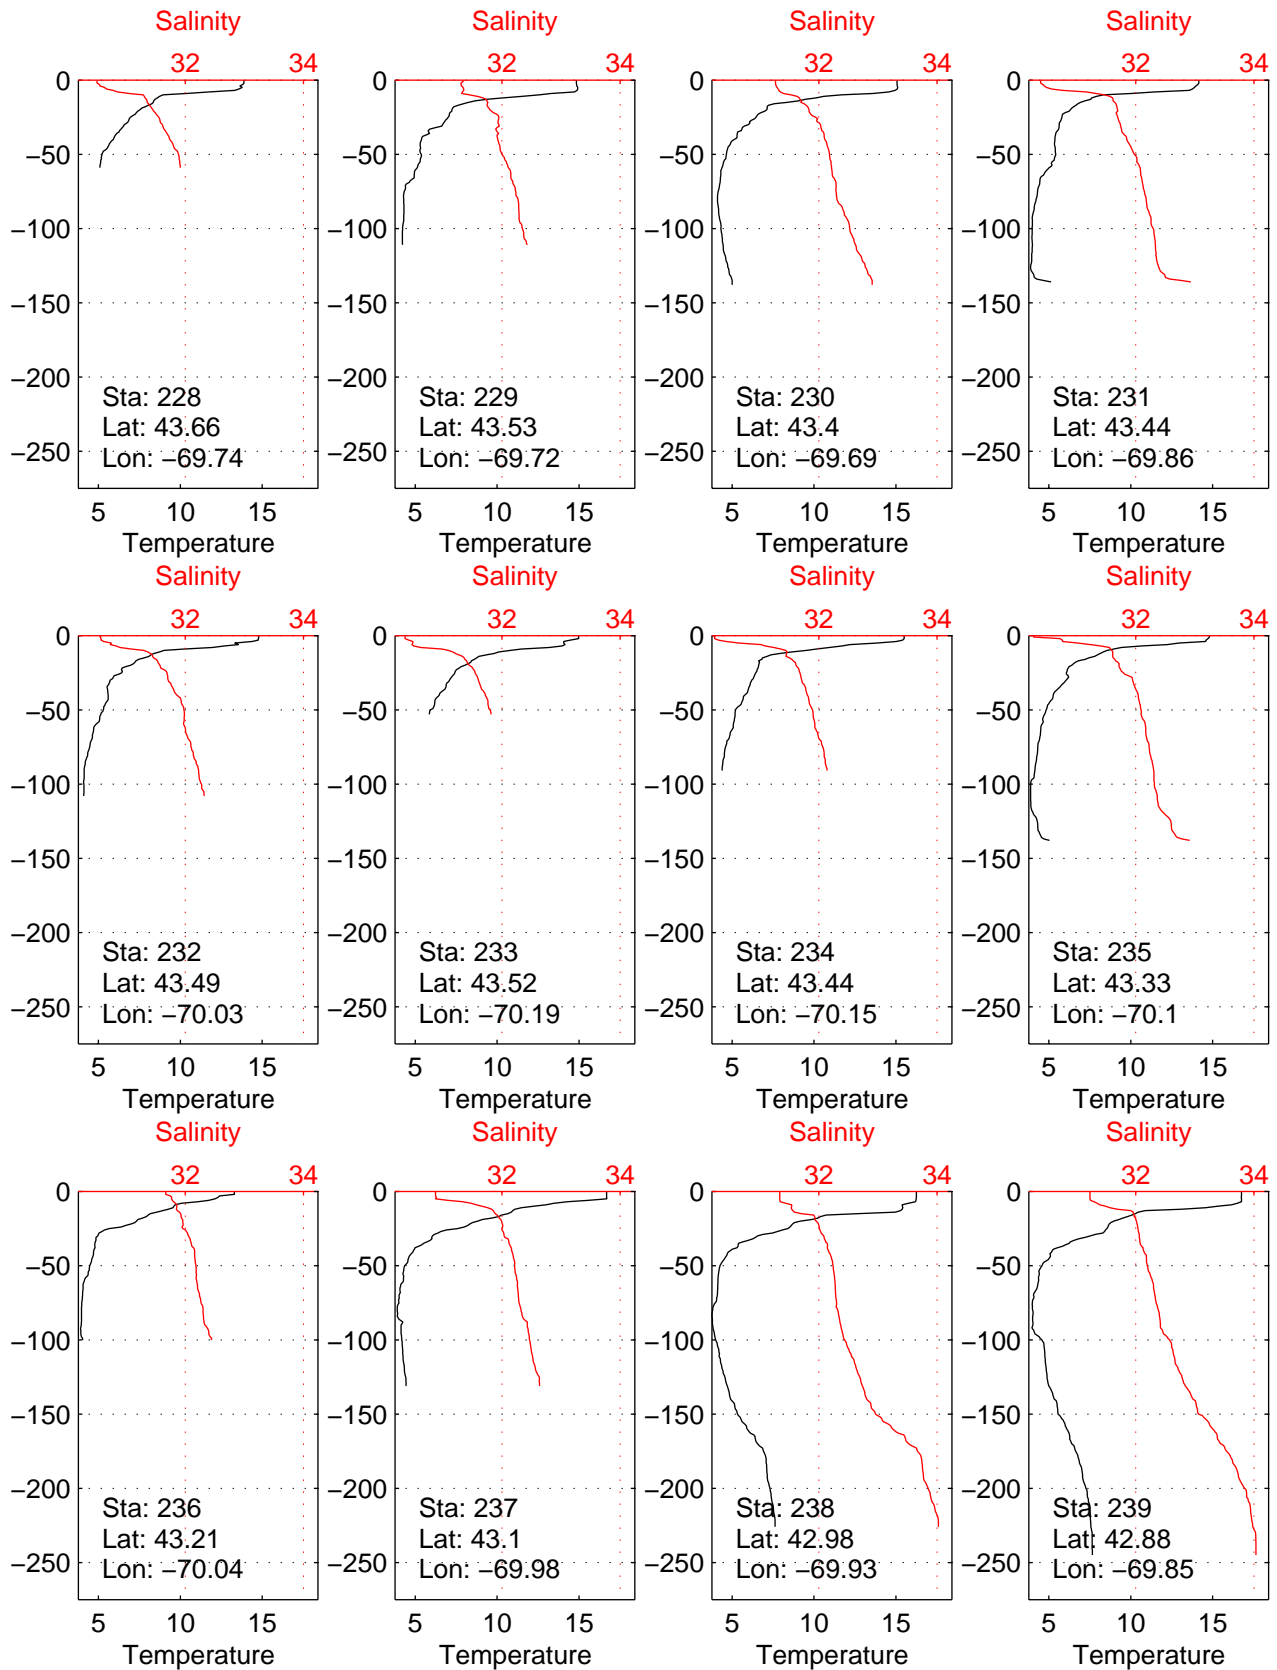 Salinity Salinity Salinity Salinity
32 34 32 34 32 34 32 34
0 0 0 0
−50 −50 −50 −50
−100 −100 −100 −100
−150 −150 −150 −150
−200 −200 −200 −200
Sta: 228 Sta: 229 Sta: 230 Sta: 231
Lat: 43.66 Lat: 43.53 Lat: 43.4 Lat: 43.44
−250 −250 −250 −250
Lon: −69.74 Lon: −69.72 Lon: −69.69 Lon: −69.86
5 10 15 5 10 15 5 10 15 5 10 15
Temperature Temperature Temperature Temperature
Salinity Salinity Salinity Salinity
32 34 32 34 32 34 32 34
0 0 0 0
−50 −50 −50 −50
−100 −100 −100 −100
−150 −150 −150 −150
−200 −200 −200 −200
Sta: 232 Sta: 233 Sta: 234 Sta: 235
Lat: 43.49 Lat: 43.52 Lat: 43.44 Lat: 43.33
−250 −250 −250 −250
Lon: −70.03 Lon: −70.19 Lon: −70.15 Lon: −70.1
5 10 15 5 10 15 5 10 15 5 10 15
Temperature Temperature Temperature Temperature
Salinity Salinity Salinity Salinity
32 34 32 34 32 34 32 34
0 0 0 0
−50 −50 −50 −50
−100 −100 −100 −100
−150 −150 −150 −150
−200 −200 −200 −200
Sta: 236 Sta: 237 Sta: 238 Sta: 239
Lat: 43.21 Lat: 43.1 Lat: 42.98 Lat: 42.88
−250 −250 −250 −250
Lon: −70.04 Lon: −69.98 Lon: −69.93 Lon: −69.85
5 10 15 5 10 15 5 10 15 5 10 15
Temperature Temperature Temperature Temperature